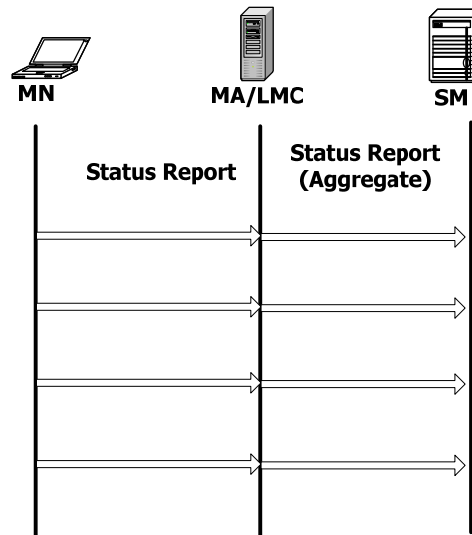 MN
MA/LMC
SM
Status Report
Status Report
(Aggregate)